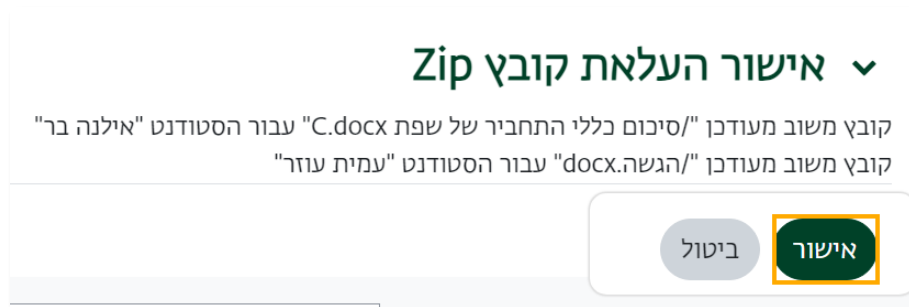 אישור העלאת קובץ Zip
קובץ משוב מעודכן "/סיכום כללי התחביר של שפת C.docx" עבור הסטודנט "אילנה בר"
קובץ משוב מעודכן "/הגשה.docx" עבור הסטודנט "עמית עוזר"
אישור ביטול